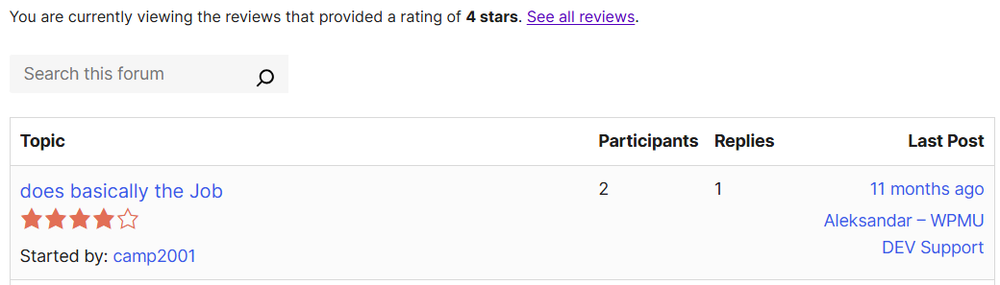 You are currently viewing the reviews that provided a rating of 4 stars. See all reviews.
Search this forum
Topic Participants Replies Last Post
does basically the Job 2 1 11 months ago
Aleksandar – WPMU
DEV Support
Started by: camp2001